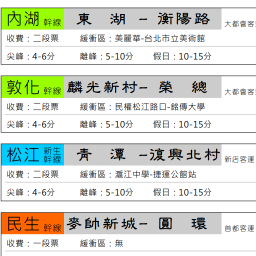 內湖幹線 東湖-衡陽路 大都會客
收費：二段票 緩衝區：美麗華-台北市立美術館
尖峰：4-6分 離峰：5-10分 假日：10-15分
敦化幹線 麟光新村-榮總 大都會客
收費：二段票 緩衝區：民權松江路口-銘傳大學
尖峰：4-6分 離峰：5-10分 假日：10-15分
松江新生幹線 青潭-復興北村 新店客運
收費：二段票 緩衝區：滬江中學-捷運公館站
尖峰：4-6分 離峰：5-10分 假日：10-15分
民生幹線 麥帥新城-圓環 首都客運
收費：一段票 緩衝區：無